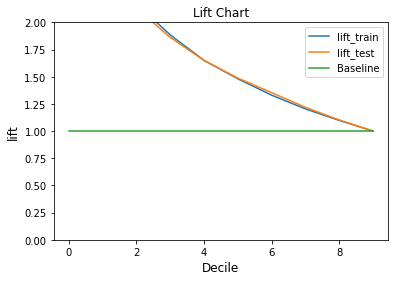 Lift Chart
2.00
1.75
1.50
1.25
1.00
0.75
0.50
0.25
0.00
lift
0
2
4
6
8
Decile
lift_train
lift_test
Baseline